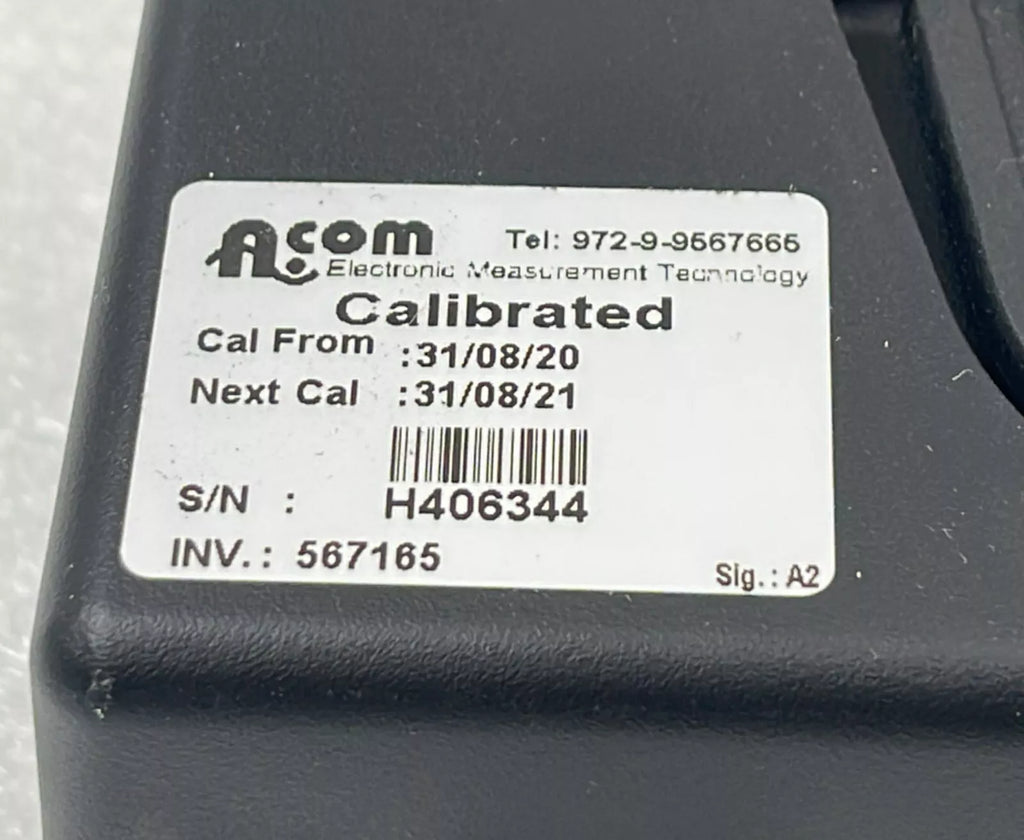 Acom Tel: 972-9-9567665
Electronic Measurement Technology
Calibrated
Cal From :31/08/20
Next Cal :31/08/21
S/N : H406344
INV.: 567165
Sig.: A2